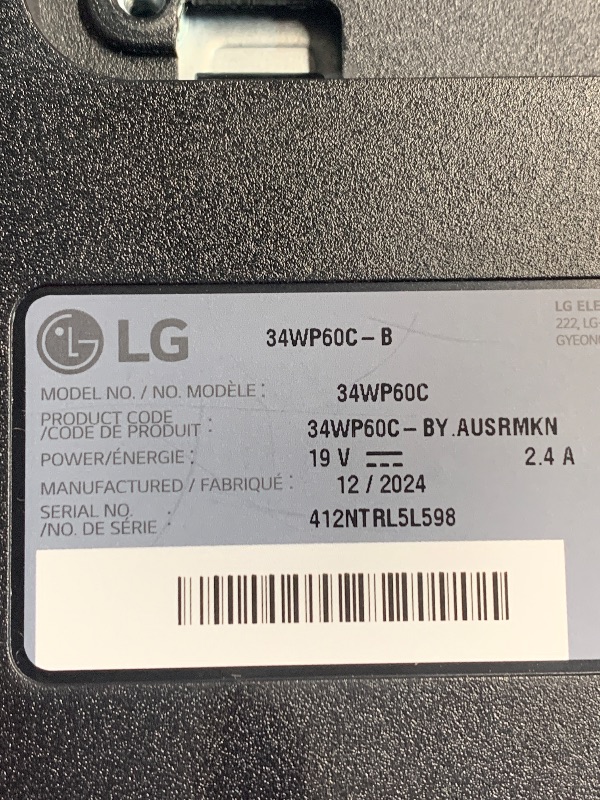 LG
34WP60C-B
LG ELE
222, LG-
GYEONG
MODEL NO. / NO. MODÈLE : 34WP60C
PRODUCT CODE
/CODE DE PRODUIT : 34WP60C-BY.AUSRMKN
POWER/ÉNERGIE : 19 V ⎓ 2.4 A
MANUFACTURED / FABRIQUÉ : 12 / 2024
SERIAL NO.
/NO. DE SÉRIE : 412NTRL5L598